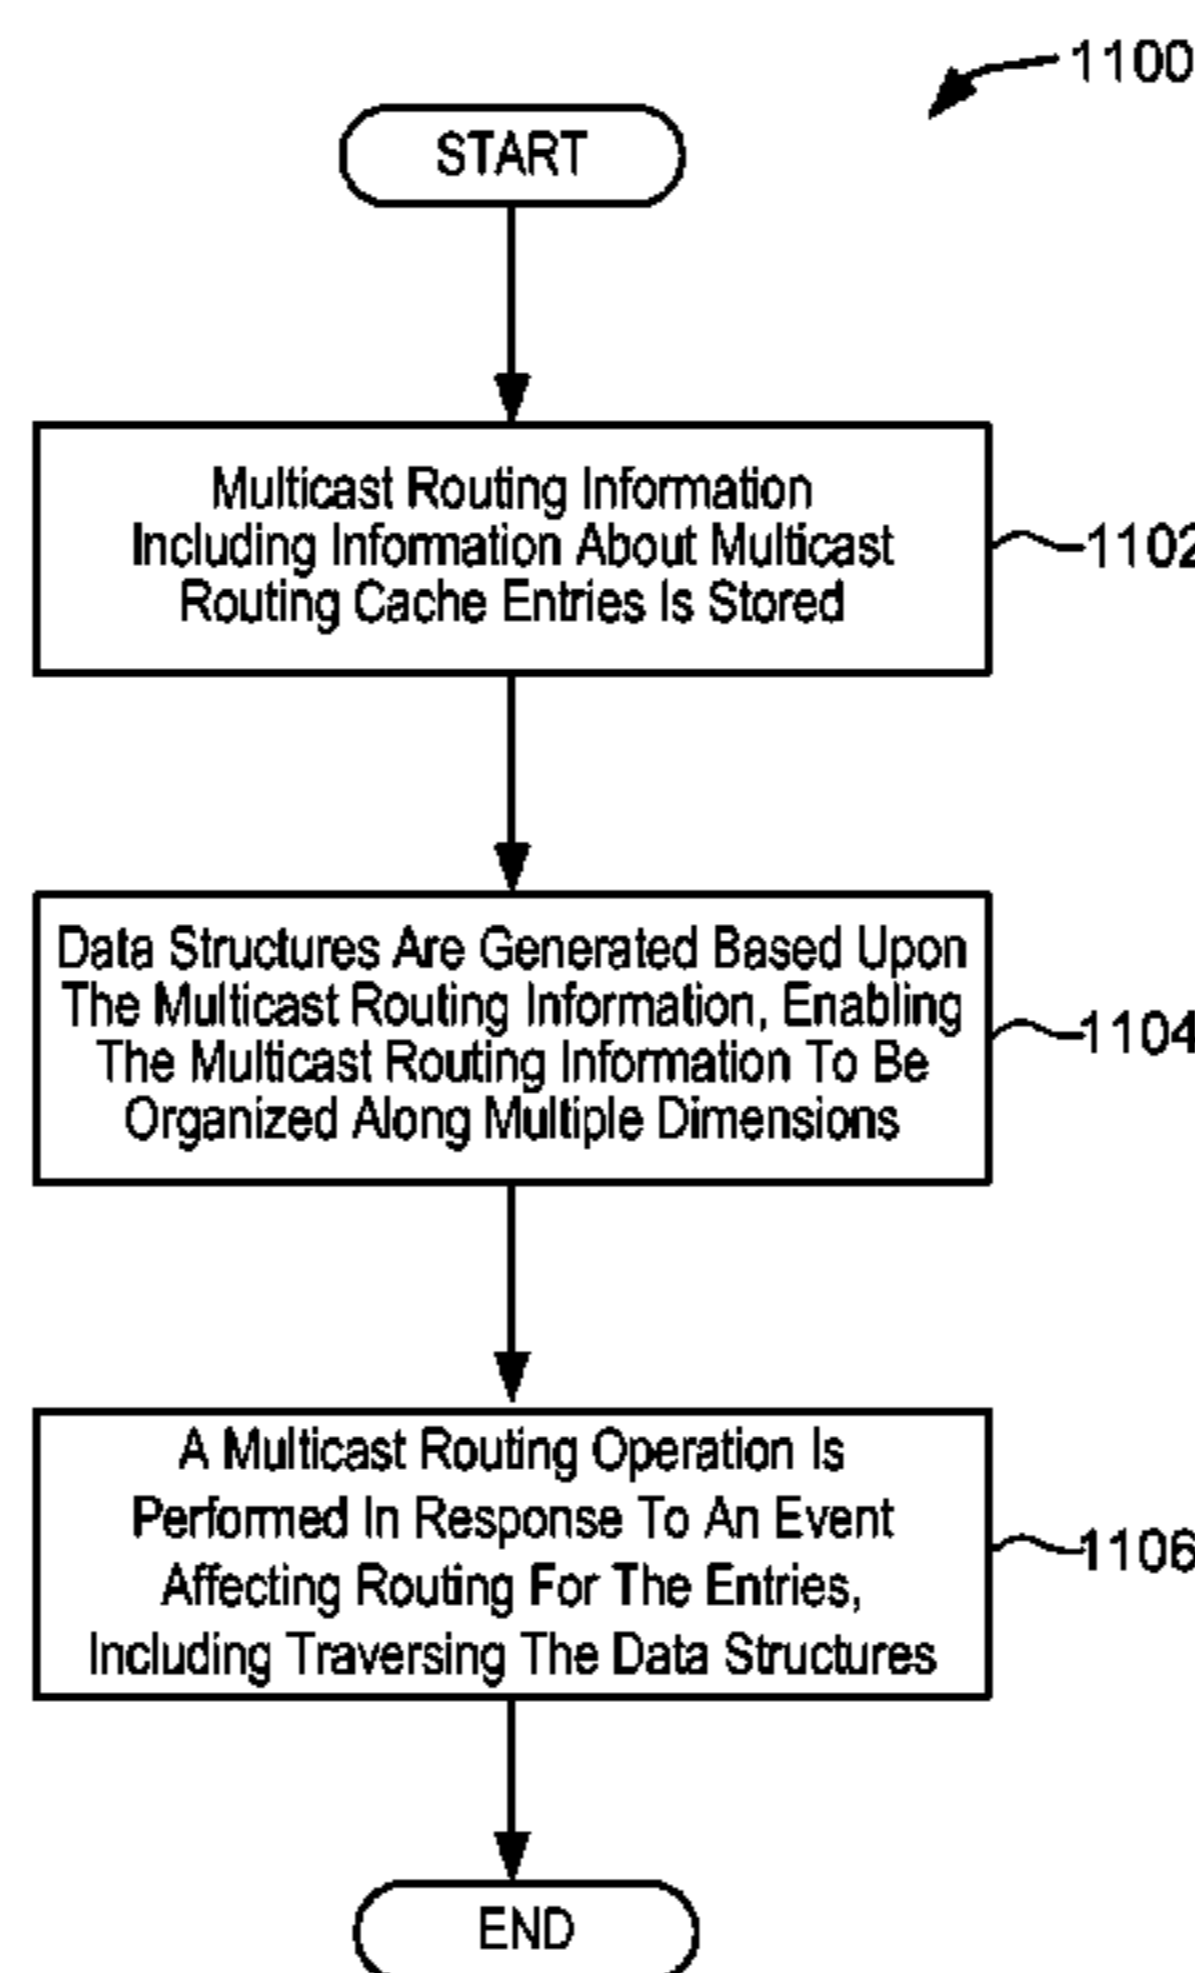 1100
START
Multicast Routing Information
Including Information About Multicast
Routing Cache Entries Is Stored
1102
Data Structures Are Generated Based Upon
The Multicast Routing Information, Enabling
The Multicast Routing Information To Be
Organized Along Multiple Dimensions
1104
A Multicast Routing Operation Is
Performed In Response To An Event
Affecting Routing For The Entries,
Including Traversing The Data Structures
1106
END